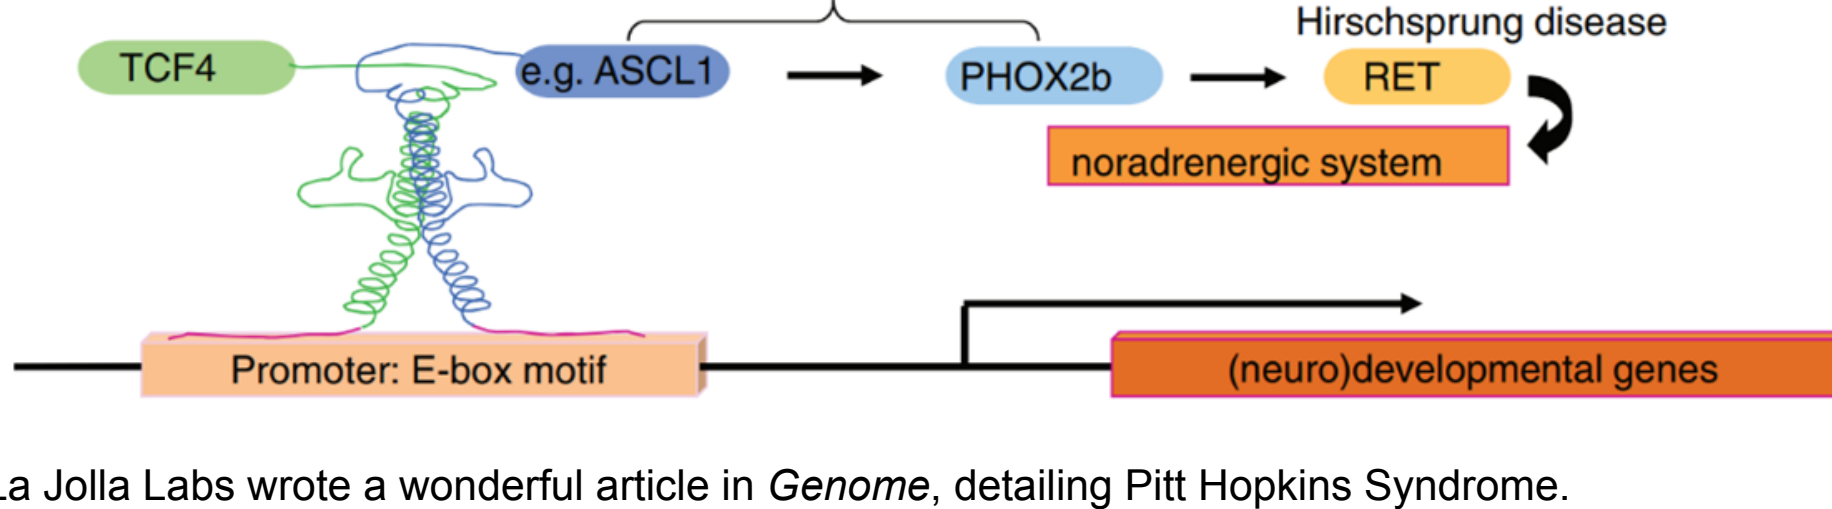 Hirschsprung disease
TCF4
e.g. ASCL1
PHOX2b
RET
noradrenergic system
Promoter: E-box motif
(neuro)developmental genes
La Jolla Labs wrote a wonderful article in Genome, detailing Pitt Hopkins Syndrome.